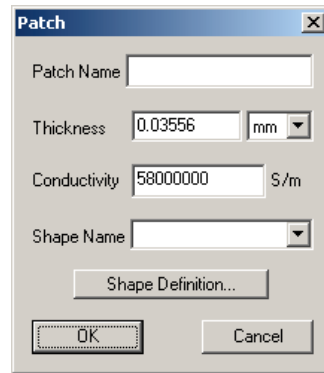 Patch
Patch Name
Thickness 0.03556 mm
Conductivity 58000000 S/m
Shape Name
Shape Definition...
OK Cancel